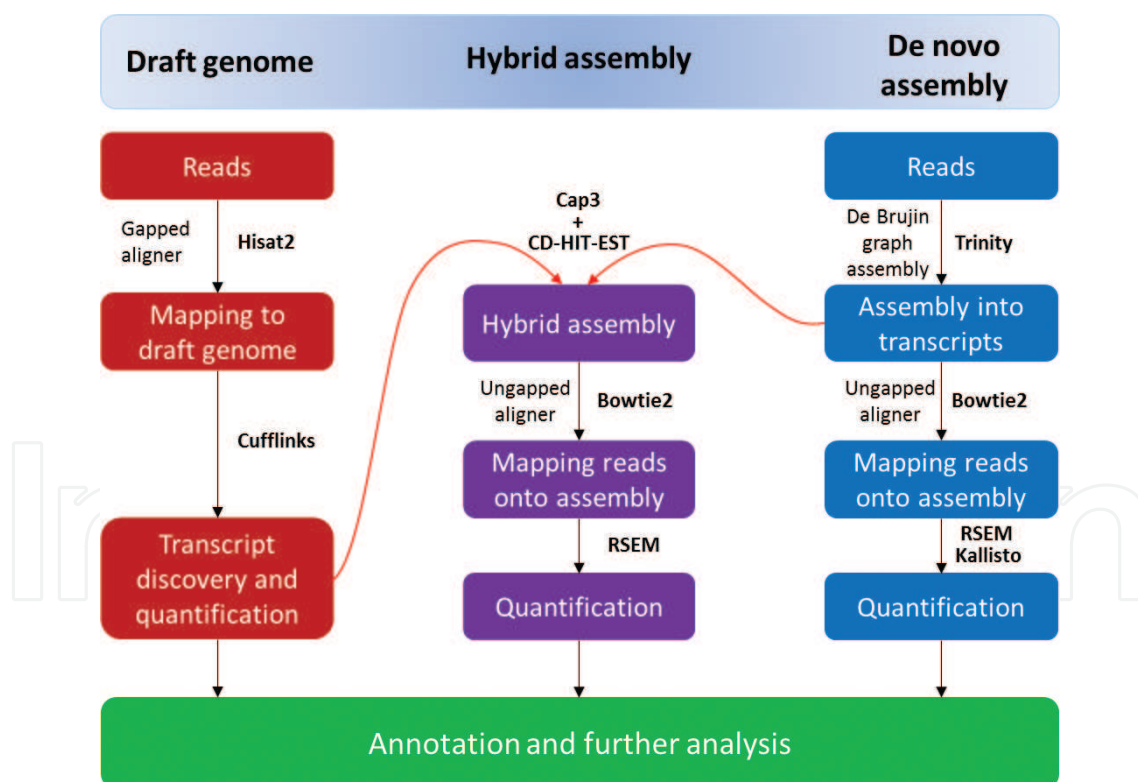 Draft genome
Hybrid assembly
De novo
assembly
Reads
Gapped
aligner
Hisat2
Mapping to
draft genome
Cufflinks
Transcript
discovery and
quantification
Cap3
+
CD-HIT-EST
Hybrid assembly
Ungapped
aligner
Bowtie2
Mapping reads
onto assembly
RSEM
Quantification
Reads
De Brujin
graph
assembly
Trinity
Assembly into
transcripts
Ungapped
aligner
Bowtie2
Mapping reads
onto assembly
RSEM
Kallisto
Quantification
Annotation and further analysis